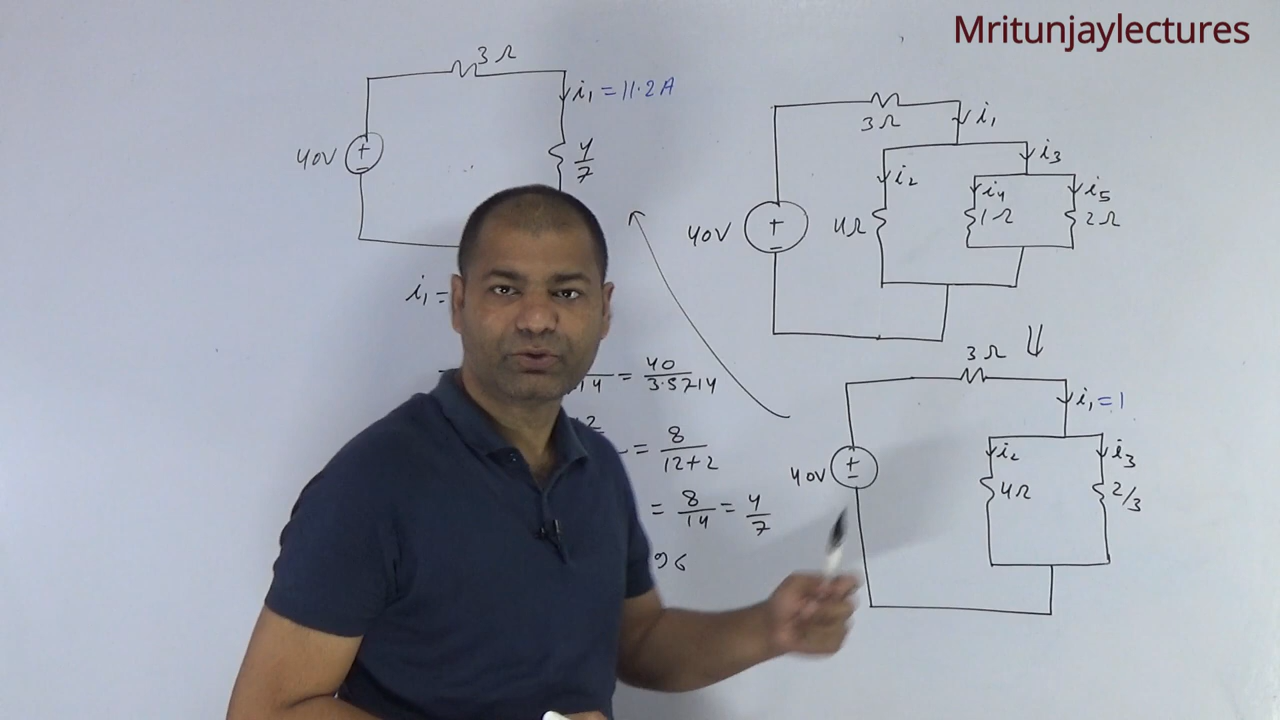 Mritunjaylectures
3Ω
i₁ = 11.2A
40V
+
-
4/7
i₁ =
= 40/3.5714
= 8/12+2
= 8/14 = 4/7
96
3Ω
i₁
i₂
i₃
i₄
i₅
40V
+
-
4Ω
1Ω
2Ω
3Ω
i₁ = 1
40V
+
-
i₂
i₃
4Ω
2/3